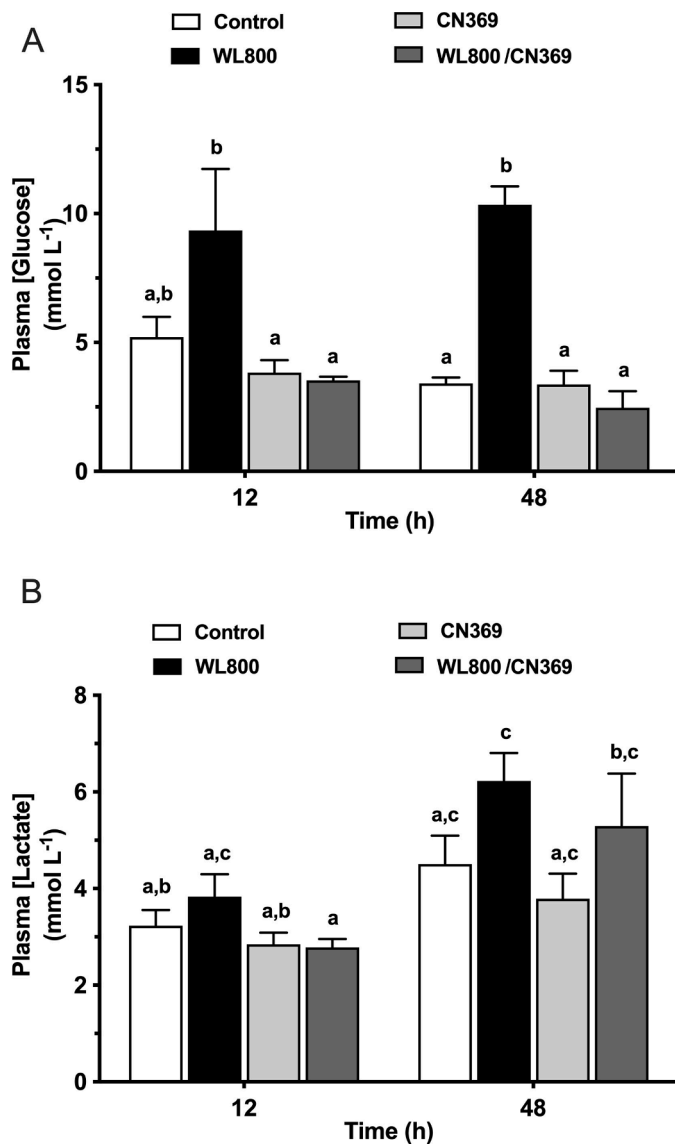 A
Control
CN369
WL800
WL800 /CN369
Plasma [Glucose]
(mmol L-1)
15
10
5
0
a,b
b
a
a
a
b
a
a
12
48
Time (h)
B
Control
CN369
WL800
WL800 /CN369
Plasma [Lactate]
(mmol L-1)
8
6
4
2
0
a,b
a,c
a,b
a
a,c
c
a,c
b,c
12
48
Time (h)